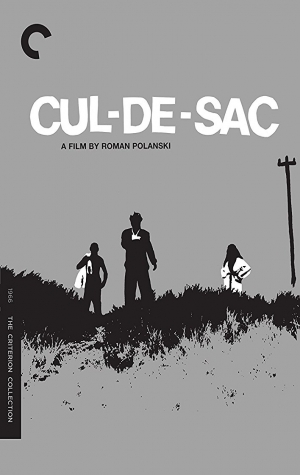 CUL-DE-SAC
A FILM BY ROMAN POLANSKI
1966
THE CRITERION COLLECTION